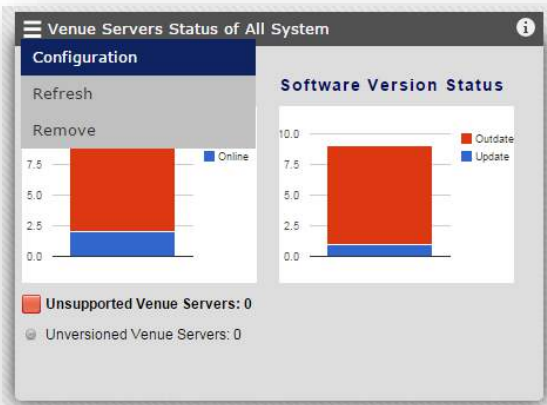 Venue Servers Status of All System
Configuration
Refresh
Remove
Software Version Status
Online
7.5
5.0
2.5
0.0
10.0
7.5
5.0
2.5
0.0
Outdate
Update
Unsupported Venue Servers: 0
Unversioned Venue Servers: 0